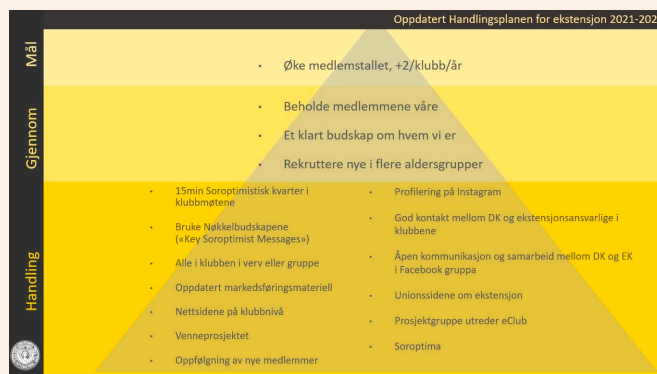 Oppdatert Handlingsplanen for ekstensjon 2021-202
Mål
Øke medlemstallet, +2/klubb/år
Gjennom
Beholde medlemmene våre
Et klart budskap om hvem vi er
Rekruttere nye i flere aldersgrupper
Handling
15min Soroptimistisk kvarter i
klubbmøtene
Bruke Nøkkelbudskapene
(«Key Soroptimist Messages»)
Alle i klubben i verv eller gruppe
Oppdatert markedsføringsmateriell
Nettsidene på klubbnivå
Venneprosjektet
Oppfølgning av nye medlemmer
Profilering på Instagram
God kontakt mellom DK og ekstensjonsansvarlige i
klubbene
Åpen kommunikasjon og samarbeid mellom DK og EK
i Facebook gruppa
Unionssidene om ekstensjon
Prosjektgruppe utreder eClub
Soroptima